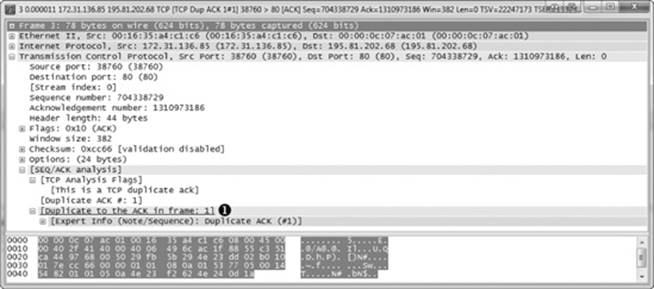 3 0.000011 172.31.136.85 195.81.202.68 TCP [TCP Dup ACK 1#1] 38760 > 80 [ACK] Seq=704338729 Ack=1310973186 Win=382 Len=0 TSV=22247173
Frame 3: 78 bytes on wire (624 bits), 78 bytes captured (624 bits)
Ethernet II, Src: 00:16:35:a4:c1:c6 (00:16:35:a4:c1:c6), Dst: 00:00:0c:07:ac:01 (00:00:0c:07:ac:01)
Internet Protocol, Src: 172.31.136.85 (172.31.136.85), Dst: 195.81.202.68 (195.81.202.68)
Transmission Control Protocol, Src Port: 38760 (38760), Dst Port: 80 (80), Seq: 704338729, Ack: 1310973186, Len: 0
Source port: 38760 (38760)
Destination port: 80 (80)
[Stream index: 0]
Sequence number: 704338729
Acknowledgement number: 1310973186
Header length: 44 bytes
Flags: 0x10 (ACK)
Window size: 382
Checksum: 0xcc66 [validation disabled]
Options: (24 bytes)
[SEQ/ACK analysis]
[TCP Analysis Flags]
[This is a TCP duplicate ack]
[Duplicate ACK #: 1]
[Duplicate to the ACK in frame: 1] 1
[Expert Info (Note/Sequence): Duplicate ACK (#1)]
0000 00 00 0c 07 ac 01 00 16 35 a4 c1 c6 08 00 45 00
0010 00 40 2f 41 40 00 40 06 49 6c ac 1f 88 55 c3 51
0020 ca 44 97 68 00 50 29 fb 5b 29 4e 23 dd 02 b0 10
0030 01 7e cc 66 00 00 01 01 08 0a 01 53 77 05 00 14
0040 54 82 01 01 05 0a 4e 23 f2 62 4e 24 0d 1a